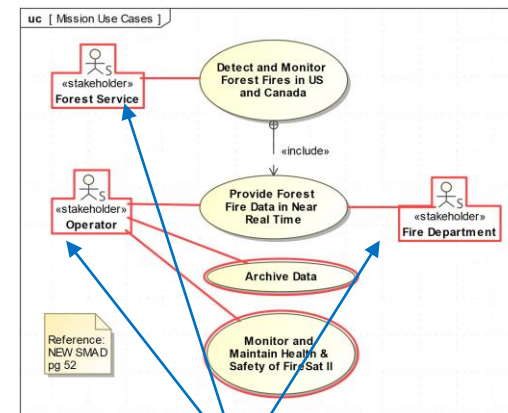 uc [ Mission Use Cases ]
S
«stakeholder»
Forest Service
Detect and Monitor
Forest Fires in US
and Canada
«include»
S
«stakeholder»
Operator
Provide Forest
Fire Data in Near
Real Time
S
«stakeholder»
Fire Department
Archive Data
Reference:
NEW SMAD
pg 52
Monitor and
Maintain Health &
Safety of FireSat II